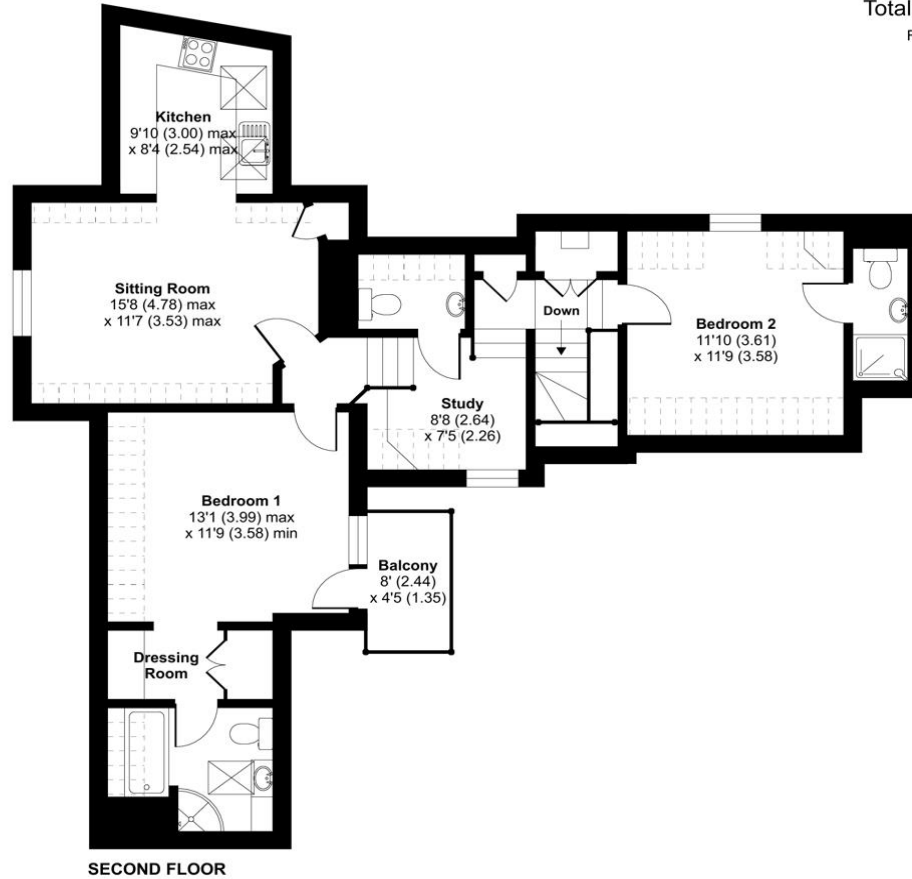 Total
F
Kitchen
9'10 (3.00) max
x 8'4 (2.54) max
Sitting Room
15'8 (4.78) max
x 11'7 (3.53) max
Down
Bedroom 2
11'10 (3.61)
x 11'9 (3.58)
Study
8'8 (2.64)
x 7'5 (2.26)
Bedroom 1
13'1 (3.99) max
x 11'9 (3.58) min
Balcony
8' (2.44)
x 4'5 (1.35)
Dressing
Room
SECOND FLOOR